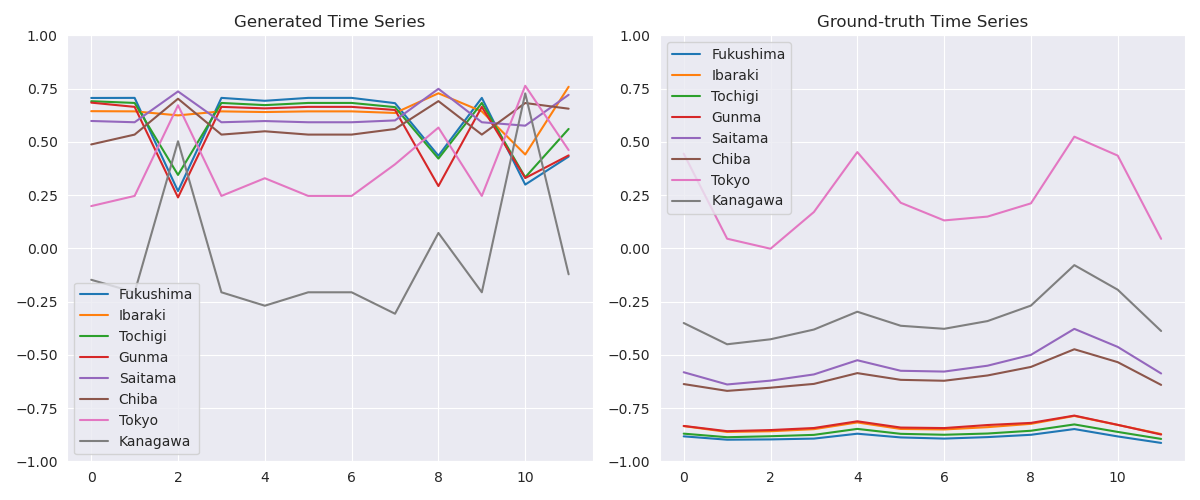 Generated Time Series
1.00
0.75
0.50
0.25
0.00
−0.25
−0.50
−0.75
−1.00
Fukushima
Ibaraki
Tochigi
Gunma
Saitama
Chiba
Tokyo
Kanagawa
0 2 4 6 8 10
Ground-truth Time Series
1.00
0.75
0.50
0.25
0.00
−0.25
−0.50
−0.75
−1.00
Fukushima
Ibaraki
Tochigi
Gunma
Saitama
Chiba
Tokyo
Kanagawa
0 2 4 6 8 10